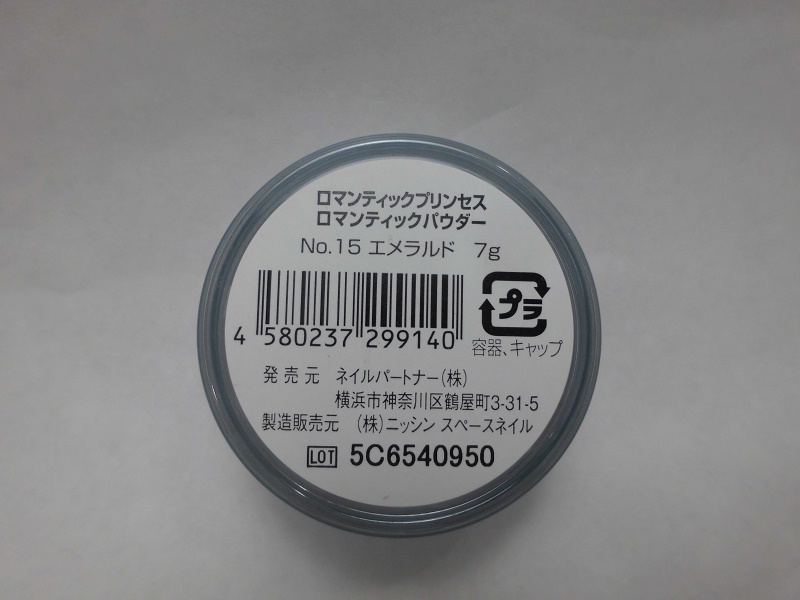 ロマンティックプリンセス
ロマンティックパウダー
No.15 エメラルド 7g
4 580237 299140
プラ
容器、キャップ
発売元 ネイルパートナー(株)
横浜市神奈川区鶴屋町3-31-5
製造販売元 (株)ニッシン スペースネイル
LOT 5C6540950